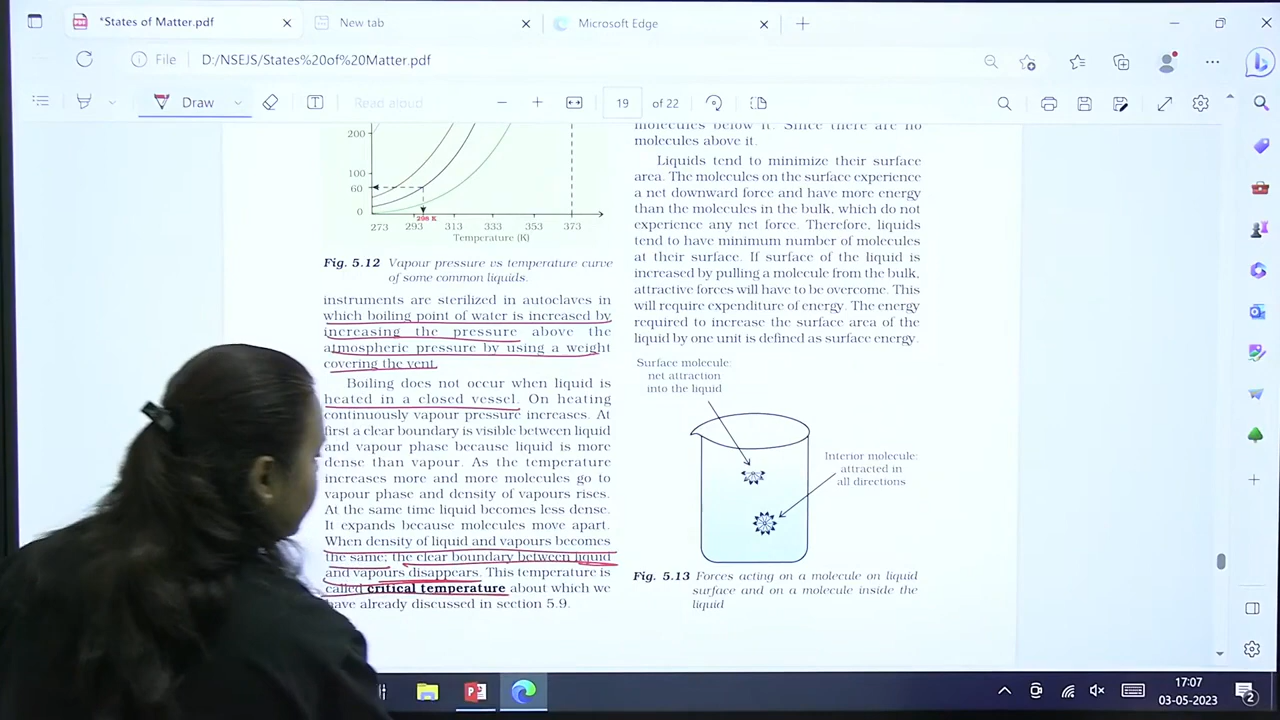 *States of Matter.pdf
New tab
Microsoft Edge
File
D:/NSEJS/States%20of%20Matter.pdf
Draw
Read aloud
19
of 22
200
100
60
0
298 K
273
293
313
333
353
373
Temperature (K)
Fig. 5.12 Vapour pressure vs temperature curve
of some common liquids.
instruments are sterilized in autoclaves in
which boiling point of water is increased by
increasing the pressure above the
atmospheric pressure by using a weight
covering the vent.
Boiling does not occur when liquid is
heated in a closed vessel. On heating
continuously vapour pressure increases. At
first a clear boundary is visible between liquid
and vapour phase because liquid is more
dense than vapour. As the temperature
increases more and more molecules go to
vapour phase and density of vapours rises.
At the same time liquid becomes less dense.
It expands because molecules move apart.
When density of liquid and vapours becomes
the same; the clear boundary between liquid
and vapours disappears. This temperature is
called critical temperature about which we
have already discussed in section 5.9.
molecules below it. Since there are no
molecules above it.
Liquids tend to minimize their surface
area. The molecules on the surface experience
a net downward force and have more energy
than the molecules in the bulk, which do not
experience any net force. Therefore, liquids
tend to have minimum number of molecules
at their surface. If surface of the liquid is
increased by pulling a molecule from the bulk,
attractive forces will have to be overcome. This
will require expenditure of energy. The energy
required to increase the surface area of the
liquid by one unit is defined as surface energy.
Surface molecule:
net attraction
into the liquid
Interior molecule:
attracted in
all directions
Fig. 5.13 Forces acting on a molecule on liquid
surface and on a molecule inside the
liquid
17:07
03-05-2023
2